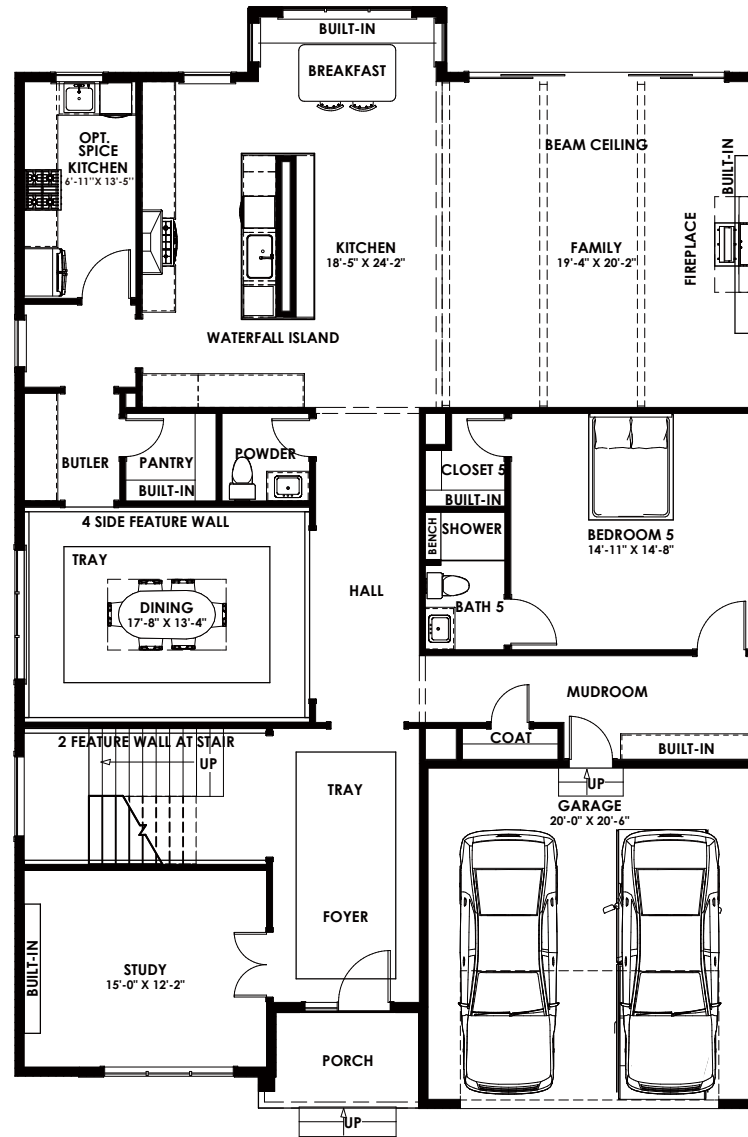 BUILT-IN
BREAKFAST
OPT.
SPICE
KITCHEN
6'-11"X 13'-5"
BEAM CEILING
BUILT-IN
KITCHEN
18'-5" X 24'-2"
FAMILY
19'-4" X 20'-2"
FIREPLACE
WATERFALL ISLAND
BUTLER
PANTRY
BUILT-IN
POWDER
CLOSET 5
BUILT-IN
4 SIDE FEATURE WALL
BENCH
SHOWER
BEDROOM 5
14'-11" X 14'-8"
TRAY
HALL
DINING
17'-8" X 13'-4"
BATH 5
MUDROOM
2 FEATURE WALL AT STAIR
COAT
BUILT-IN
UP
TRAY
UP
GARAGE
20'-0" X 20'-6"
FOYER
BUILT-IN
STUDY
15'-0" X 12'-2"
PORCH
UP